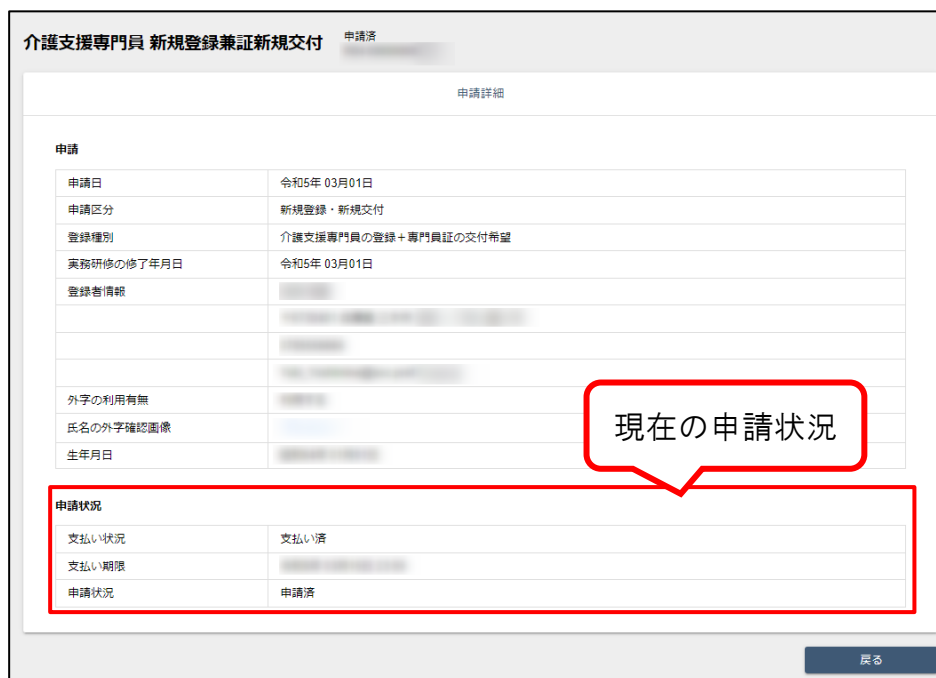 介護支援専門員 新規登録兼証新規交付 申請済
申請詳細
申請
申請日 令和5年 03月01日
申請区分 新規登録・新規交付
登録種別 介護支援専門員の登録+専門員証の交付希望
実務研修の修了年月日 令和5年 03月01日
登録者情報
外字の利用有無
氏名の外字確認画像
生年月日
現在の申請状況
申請状況
支払い状況 支払い済
支払い期限
申請状況 申請済
戻る